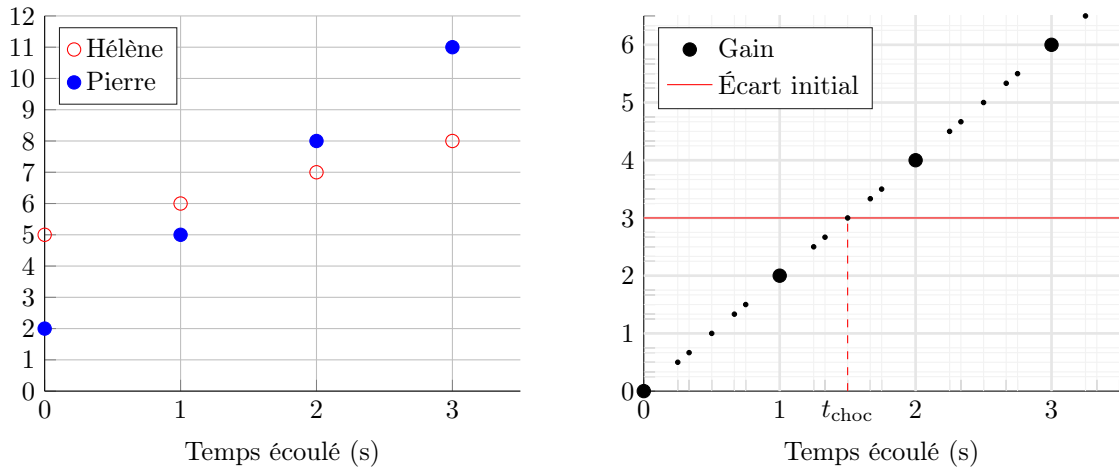 12
11
10
9
8
7
6
5
4
3
2
1
0
Hélène
Pierre
0 1 2 3
Temps écoulé (s)
6
5
4
3
2
1
0
Gain
Écart initial
0 1 t_choc 2 3
Temps écoulé (s)